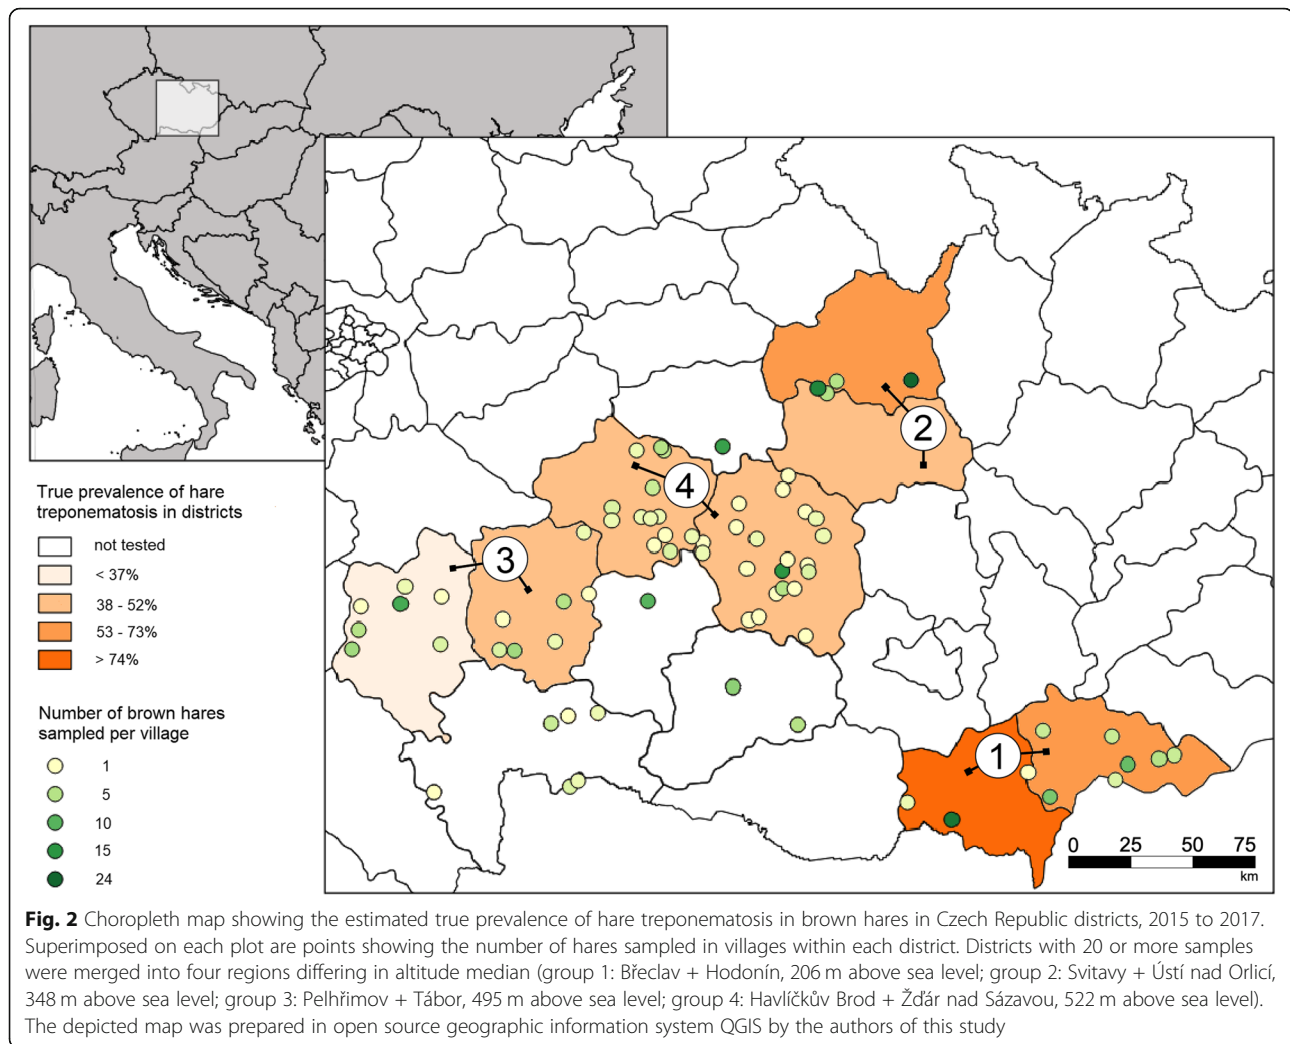 True prevalence of hare
treponematosis in districts
not tested
< 37%
38 - 52%
53 - 73%
> 74%
Number of brown hares
sampled per village
1
5
10
15
24
2
4
3
1
0 25 50 75
km
Fig. 2 Choropleth map showing the estimated true prevalence of hare treponematosis in brown hares in Czech Republic districts, 2015 to 2017.
Superimposed on each plot are points showing the number of hares sampled in villages within each district. Districts with 20 or more samples
were merged into four regions differing in altitude median (group 1: Břeclav + Hodonín, 206 m above sea level; group 2: Svitavy + Ústí nad Orlicí,
348 m above sea level; group 3: Pelhřimov + Tábor, 495 m above sea level; group 4: Havlíčkův Brod + Žďár nad Sázavou, 522 m above sea level).
The depicted map was prepared in open source geographic information system QGIS by the authors of this study